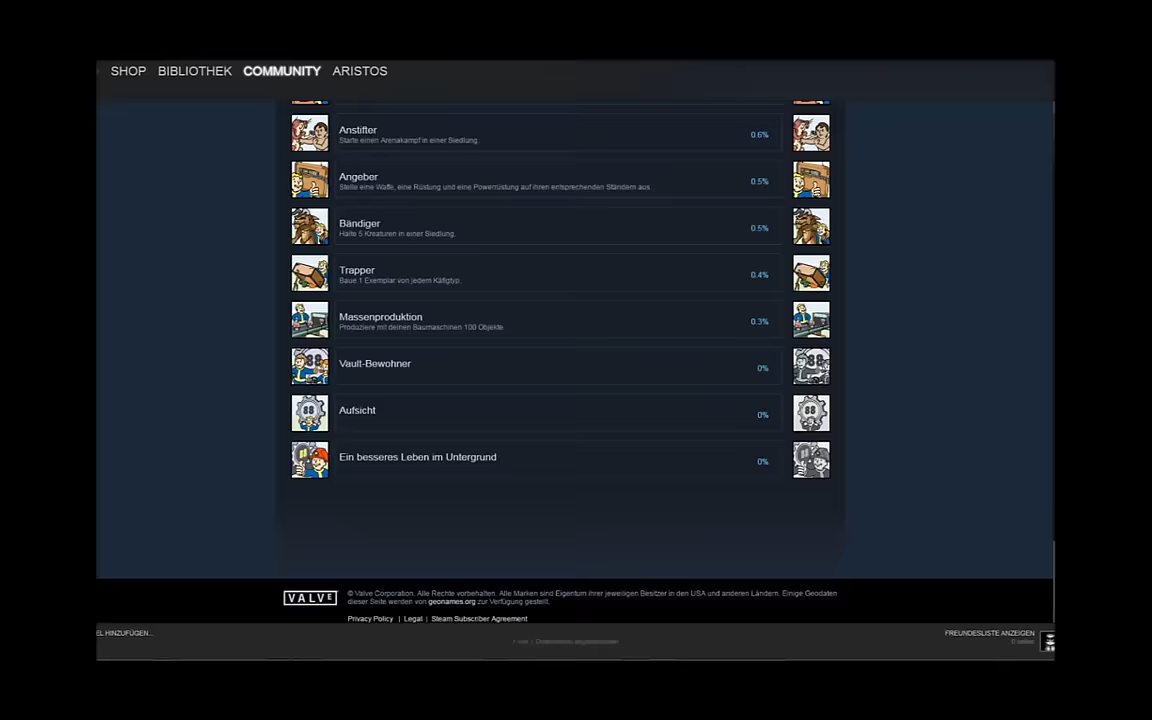 SHOP BIBLIOTHEK COMMUNITY ARISTOS
Anstifter
Starte einen Arenakampf in einer Siedlung.
0.6%
Angeber
Stelle eine Waffe, eine Rüstung und eine Powerrüstung auf ihren entsprechenden Ständern aus
0.5%
Bändiger
Halte 5 Kreaturen in einer Siedlung.
0.5%
Trapper
Baue 1 Exemplar von jedem Käfigtyp.
0.4%
Massenproduktion
Produziere mit deinen Baumaschinen 100 Objekte.
0.3%
Vault-Bewohner
0%
Aufsicht
0%
Ein besseres Leben im Untergrund
0%
VALVE
© Valve Corporation. Alle Rechte vorbehalten. Alle Marken sind Eigentum ihrer jeweiligen Besitzer in den USA und anderen Ländern. Einige Geodaten
dieser Seite werden von geonames.org zur Verfügung gestellt.
Privacy Policy | Legal | Steam Subscriber Agreement
EL HINZUFÜGEN...
FREUNDESLISTE ANZEIGEN